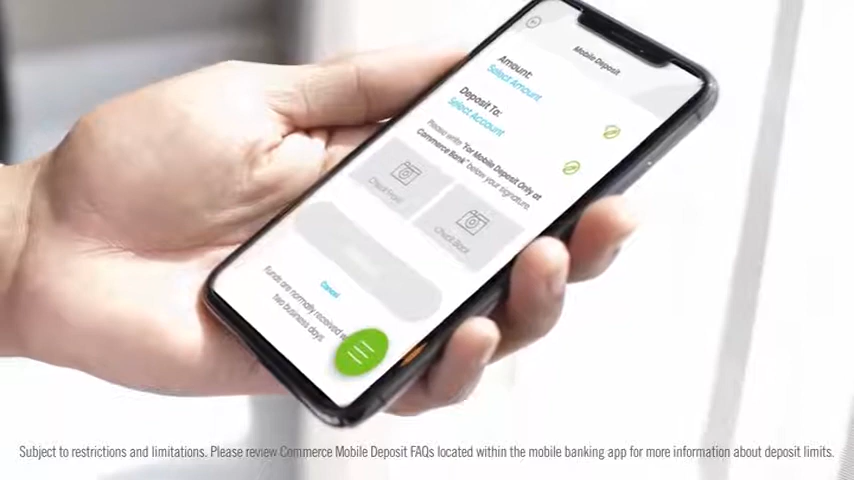 Mobile Deposit
Amount:
Select Amount
Deposit To:
Select Account
Please write "For Mobile Deposit Only at
Commerce Bank" below your signature.
Check Front
Check Back
Cancel
Funds are normally received
two business days.
Subject to restrictions and limitations. Please review Commerce Mobile Deposit FAQs located within the mobile banking app for more information about deposit limits.